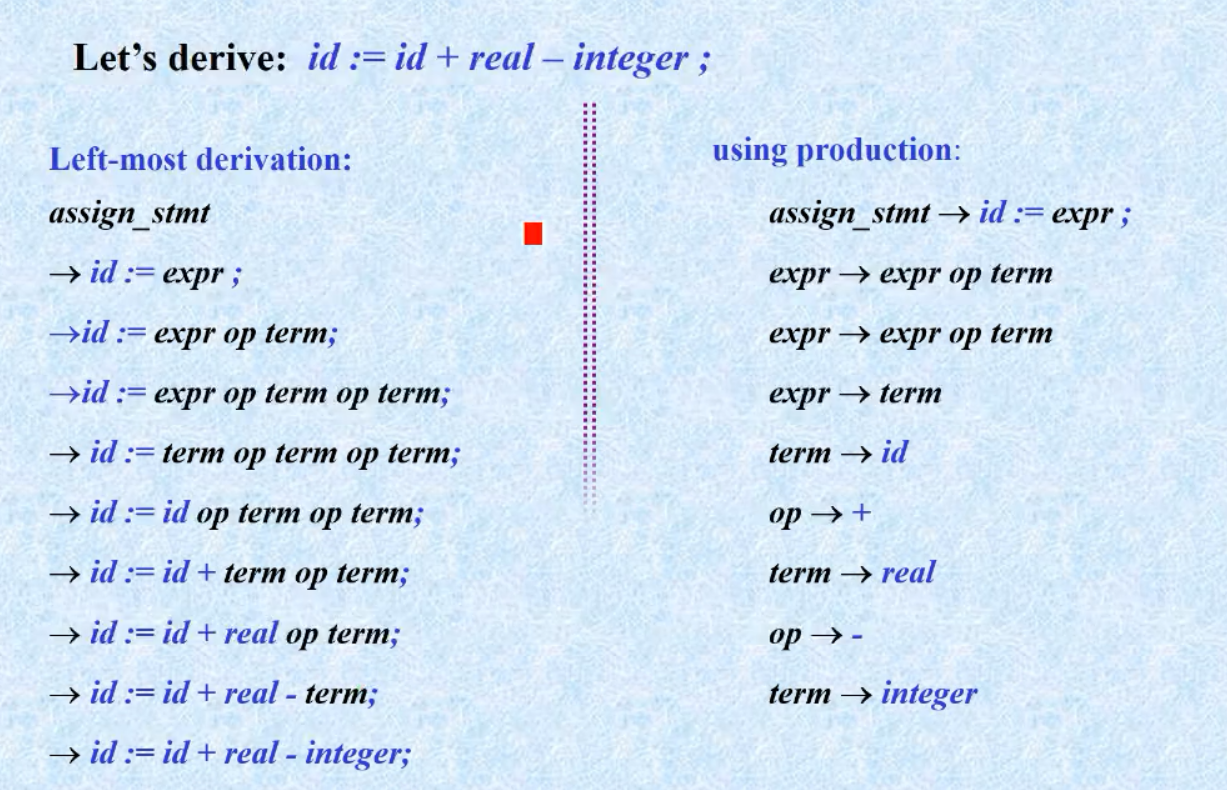 Let's derive: id := id + real – integer ;
Left-most derivation:
assign_stmt
→ id := expr ;
→id := expr op term;
→id := expr op term op term;
→ id := term op term op term;
→ id := id op term op term;
→ id := id + term op term;
→ id := id + real op term;
→ id := id + real - term;
→ id := id + real - integer;
using production:
assign_stmt → id := expr ;
expr → expr op term
expr → expr op term
expr → term
term → id
op → +
term → real
op → -
term → integer